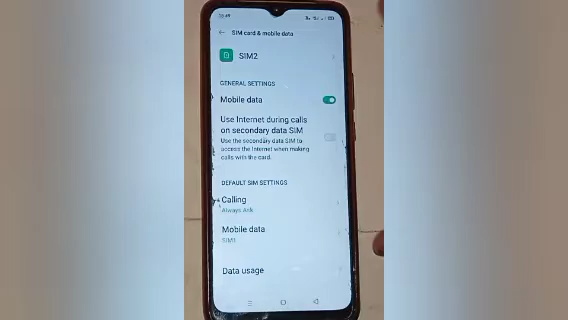 SIM card & mobile data
SIM2
GENERAL SETTINGS
Mobile data
Use Internet during calls
on secondary data SIM
Use the secondary data SIM to
access the Internet when making
calls with the card.
DEFAULT SIM SETTINGS
Calling
Always Ask
Mobile data
SIM1
Data usage